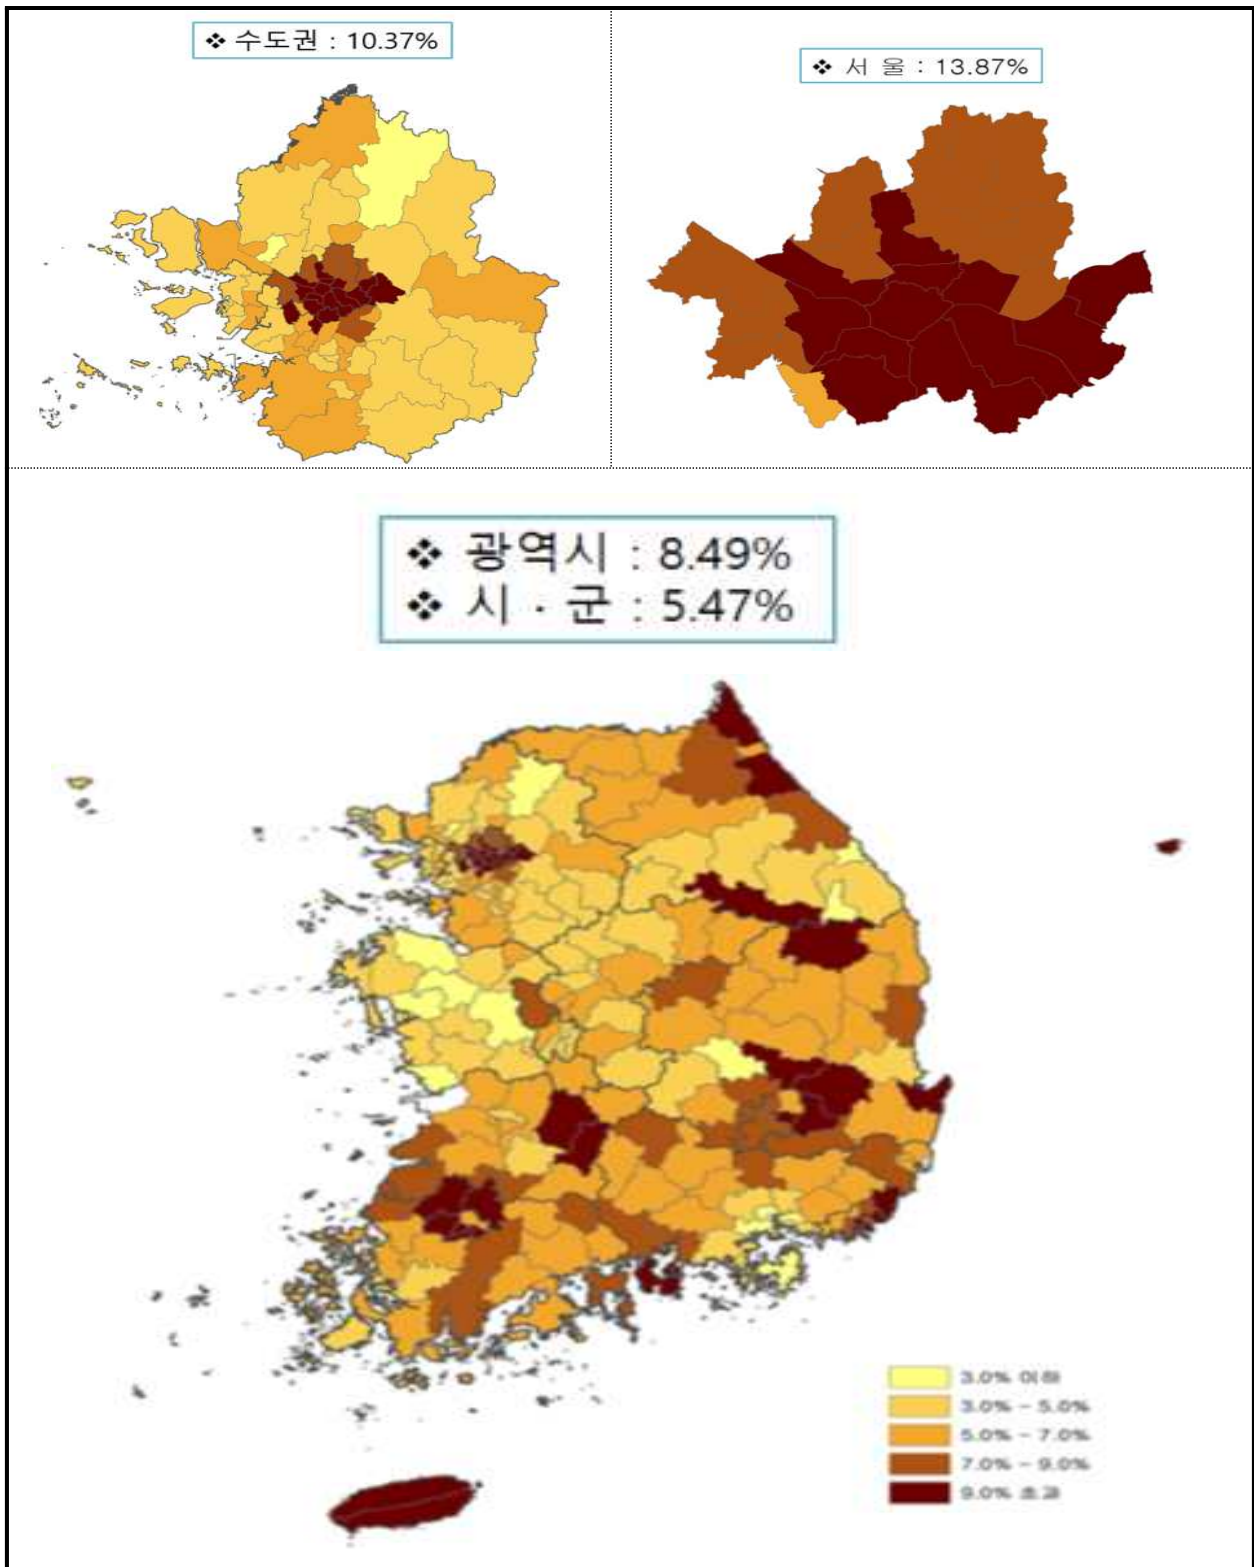 ❖ 수도권 : 10.37%
❖ 서 울 : 13.87%
❖ 광역시 : 8.49%
❖ 시 · 군 : 5.47%
3.0% 이하
3.0% - 5.0%
5.0% - 7.0%
7.0% - 9.0%
9.0% 초과